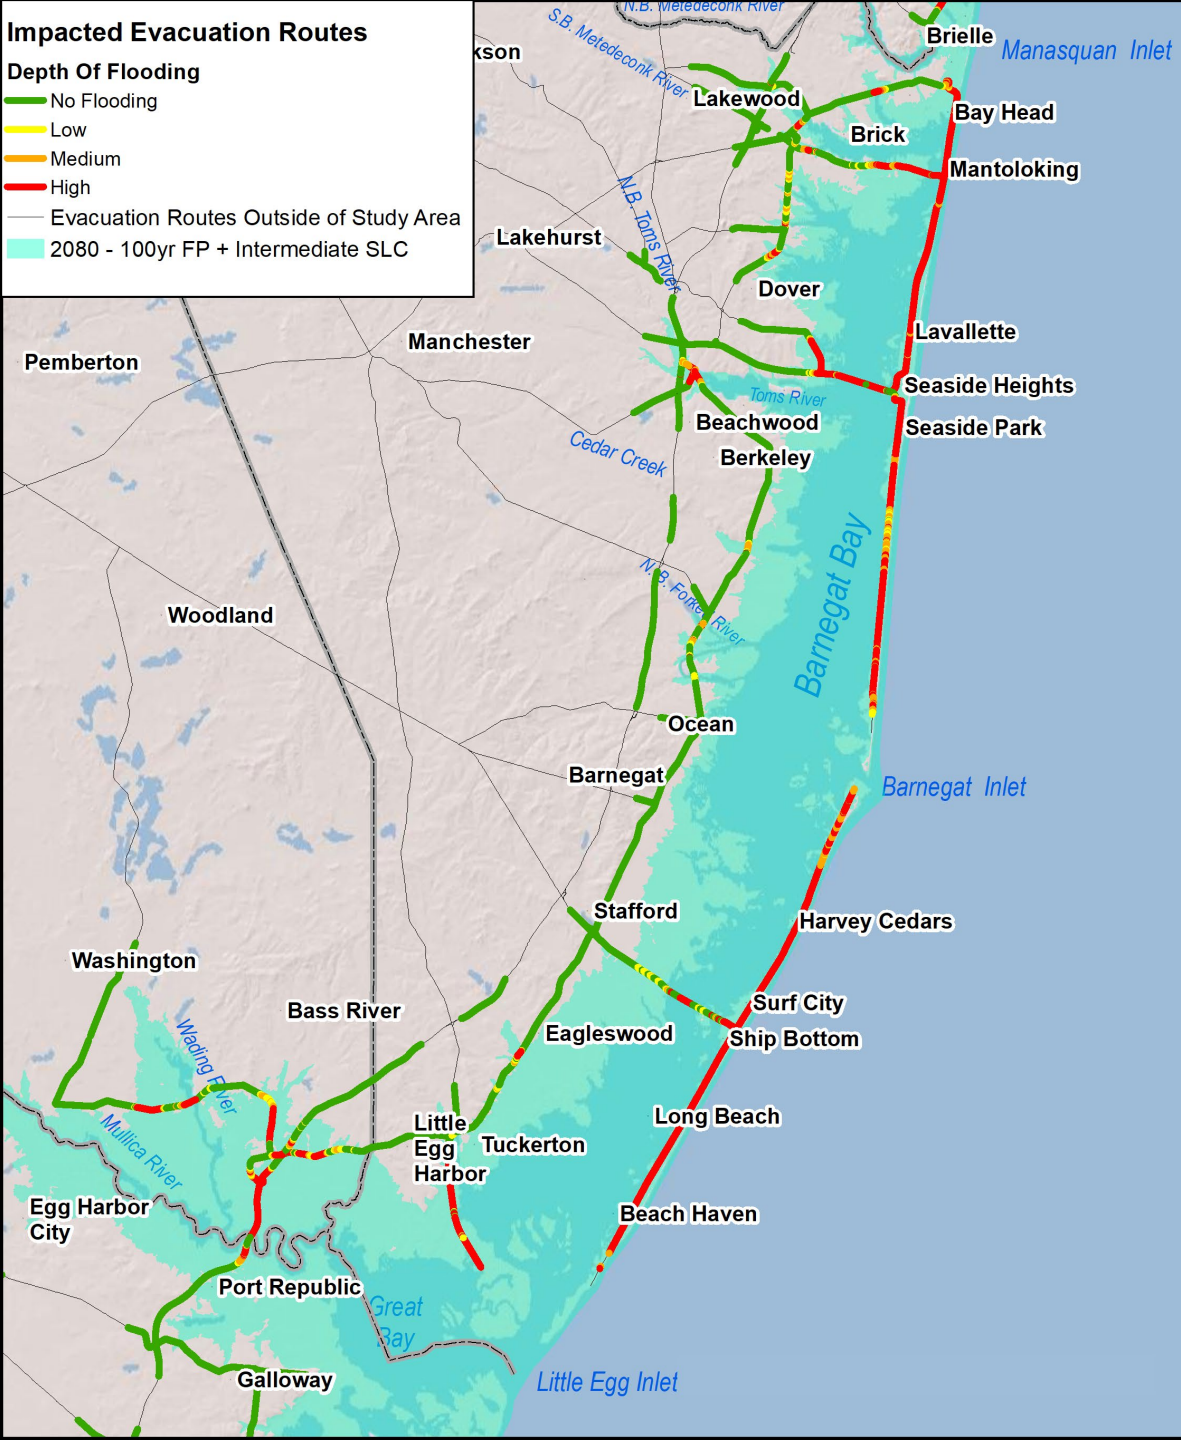 Impacted Evacuation Routes
Depth Of Flooding
No Flooding
Low
Medium
High
Evacuation Routes Outside of Study Area
2080 - 100yr FP + Intermediate SLC
N.B. Metedeconk River
S.B. Metedeconk River
kson
Brielle
Manasquan Inlet
Lakewood
Bay Head
Brick
Mantoloking
N.B. Toms River
Lakehurst
Dover
Lavallette
Manchester
Pemberton
Seaside Heights
Toms River
Beachwood
Seaside Park
Cedar Creek
Berkeley
Barnegat Bay
N.B. Forked River
Woodland
Ocean
Barnegat
Barnegat Inlet
Stafford
Harvey Cedars
Washington
Surf City
Bass River
Eagleswood
Ship Bottom
Wading River
Long Beach
Little
Egg
Harbor
Tuckerton
Mullica River
Egg Harbor
City
Beach Haven
Port Republic
Great
Bay
Galloway
Little Egg Inlet